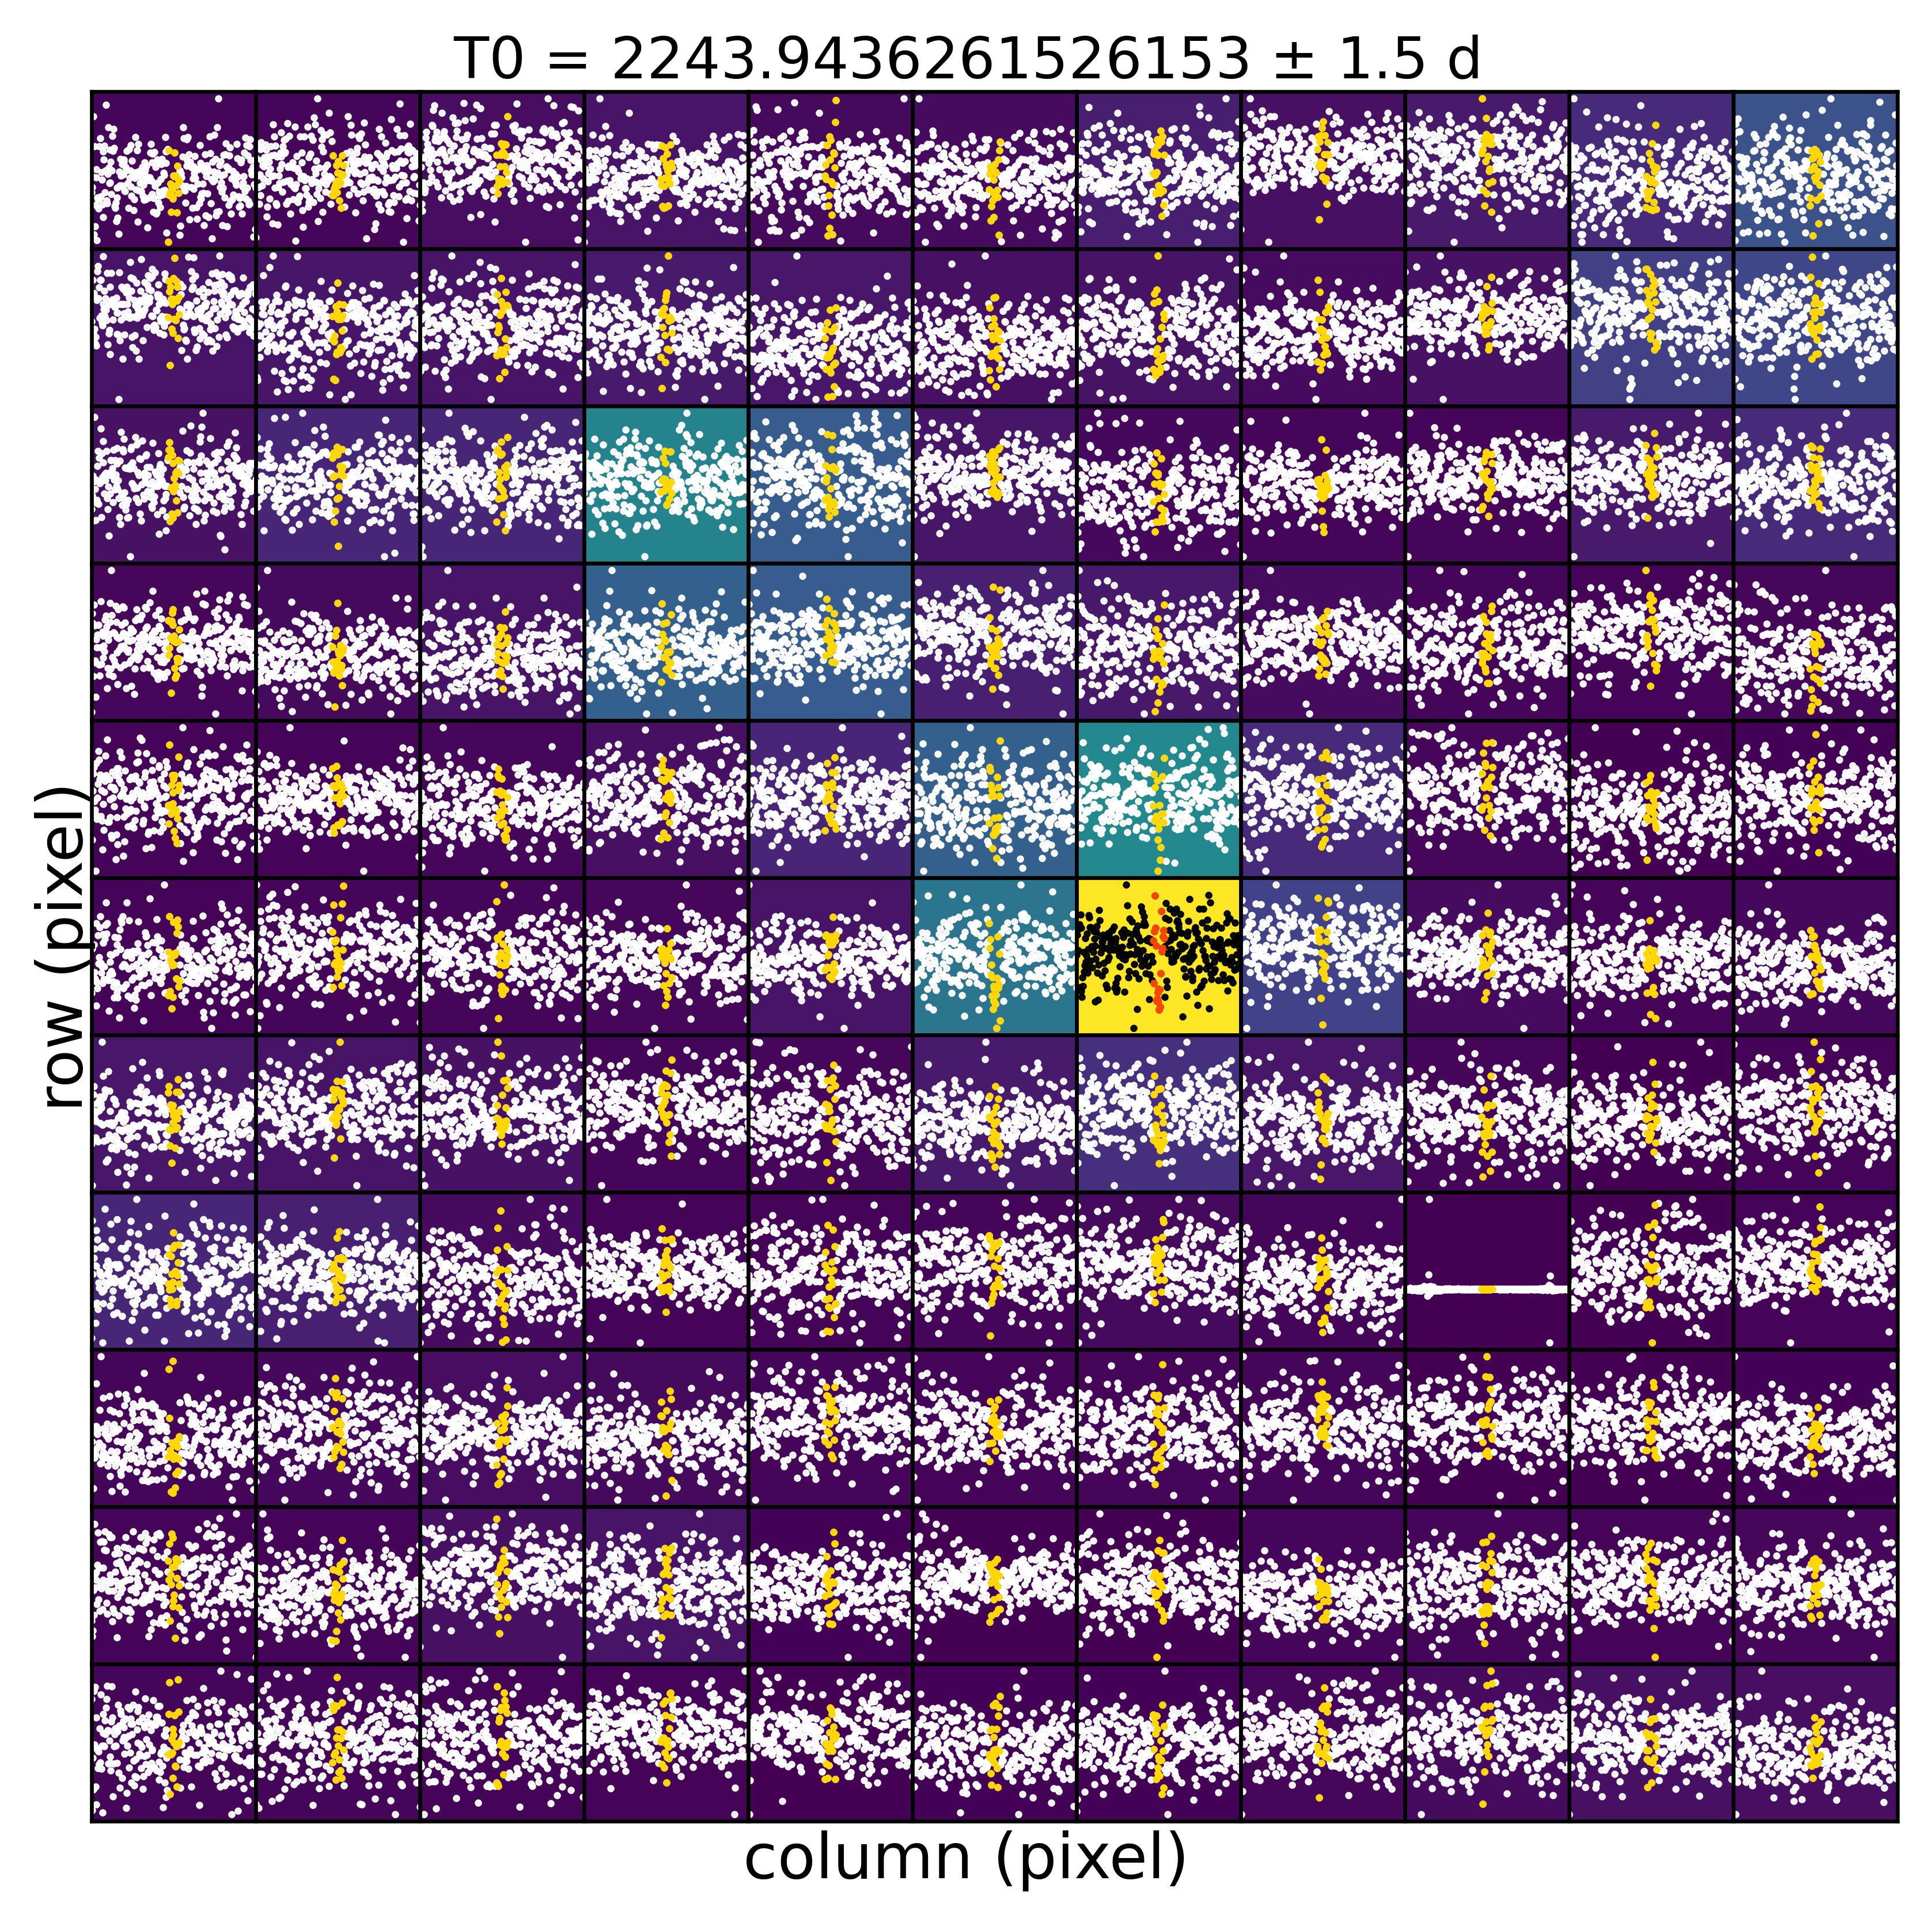 T0 = 2243.9436261526153 ± 1.5 d
row (pixel)
column (pixel)